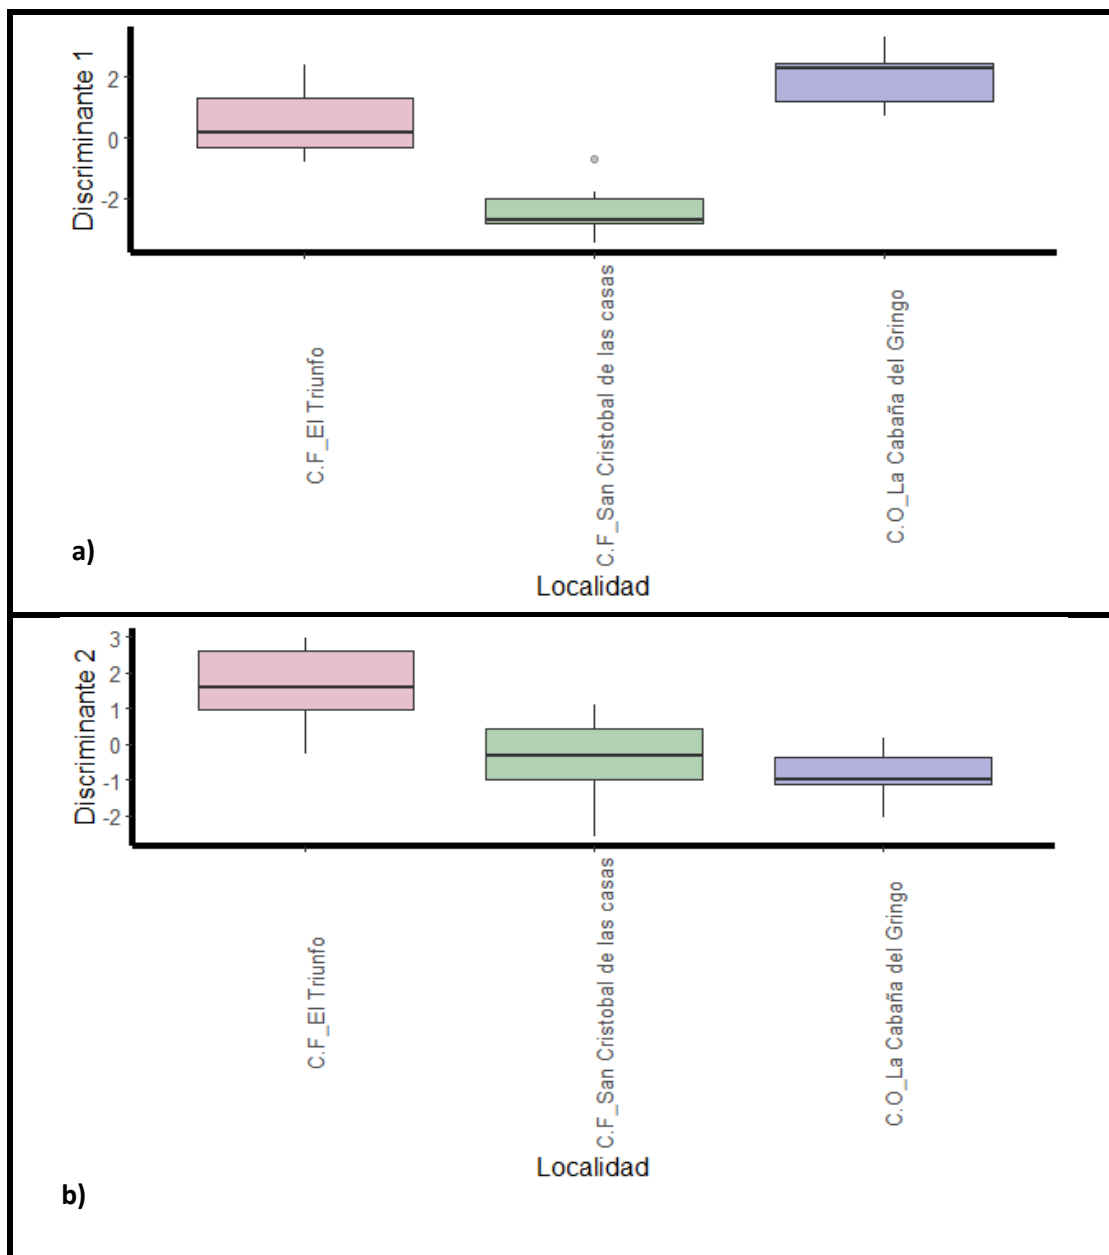 Discriminante 1
2
0
-2
C.F_El Triunfo
C.F_San Cristobal de las casas
C.O_La Cabaña del Gringo
a)
Localidad
Discriminante 2
3
2
1
0
-1
-2
C.F_El Triunfo
C.F_San Cristobal de las casas
C.O_La Cabaña del Gringo
Localidad
b)